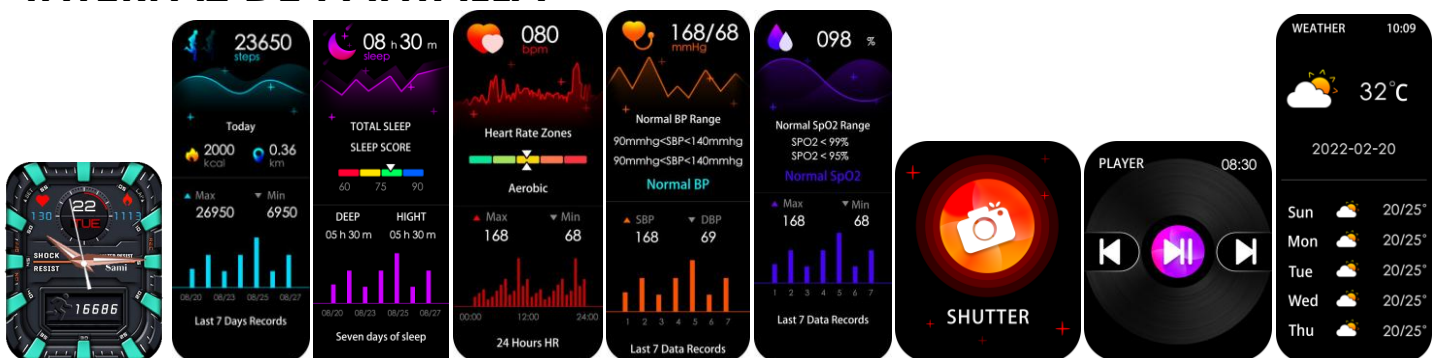 22
TUE
130
1113
SHOCK
RESIST
Sani
16686
23650
steps
Today
2000
kcal
0.36
km
Max
Min
26950
6950
08/20 08/23 08/25 08/27
Last 7 Days Records
08 h 30 m
sleep
TOTAL SLEEP
SLEEP SCORE
60 75 90
DEEP HIGHT
05 h 30 m 05 h 30 m
08/20 08/23 08/25 08/27
Seven days of sleep
080
bpm
Heart Rate Zones
Aerobic
Max Min
168 68
00:00 12:00 24:00
24 Hours HR
168/68
mmHg
Normal BP Range
90mmhg<SBP<140mmhg
90mmhg<SBP<140mmhg
Normal BP
SBP DBP
168 69
1 2 3 4 5 6 7
Last 7 Data Records
098 %
Normal SpO2 Range
SPO2 < 99%
SPO2 < 95%
Normal SpO2
Max Min
168 68
1 2 3 4 5 6 7
Last 7 Data Records
SHUTTER
PLAYER 08:30
WEATHER 10:09
32°C
2022-02-20
Sun 20/25°
Mon 20/25°
Tue 20/25°
Wed 20/25°
Thu 20/25°